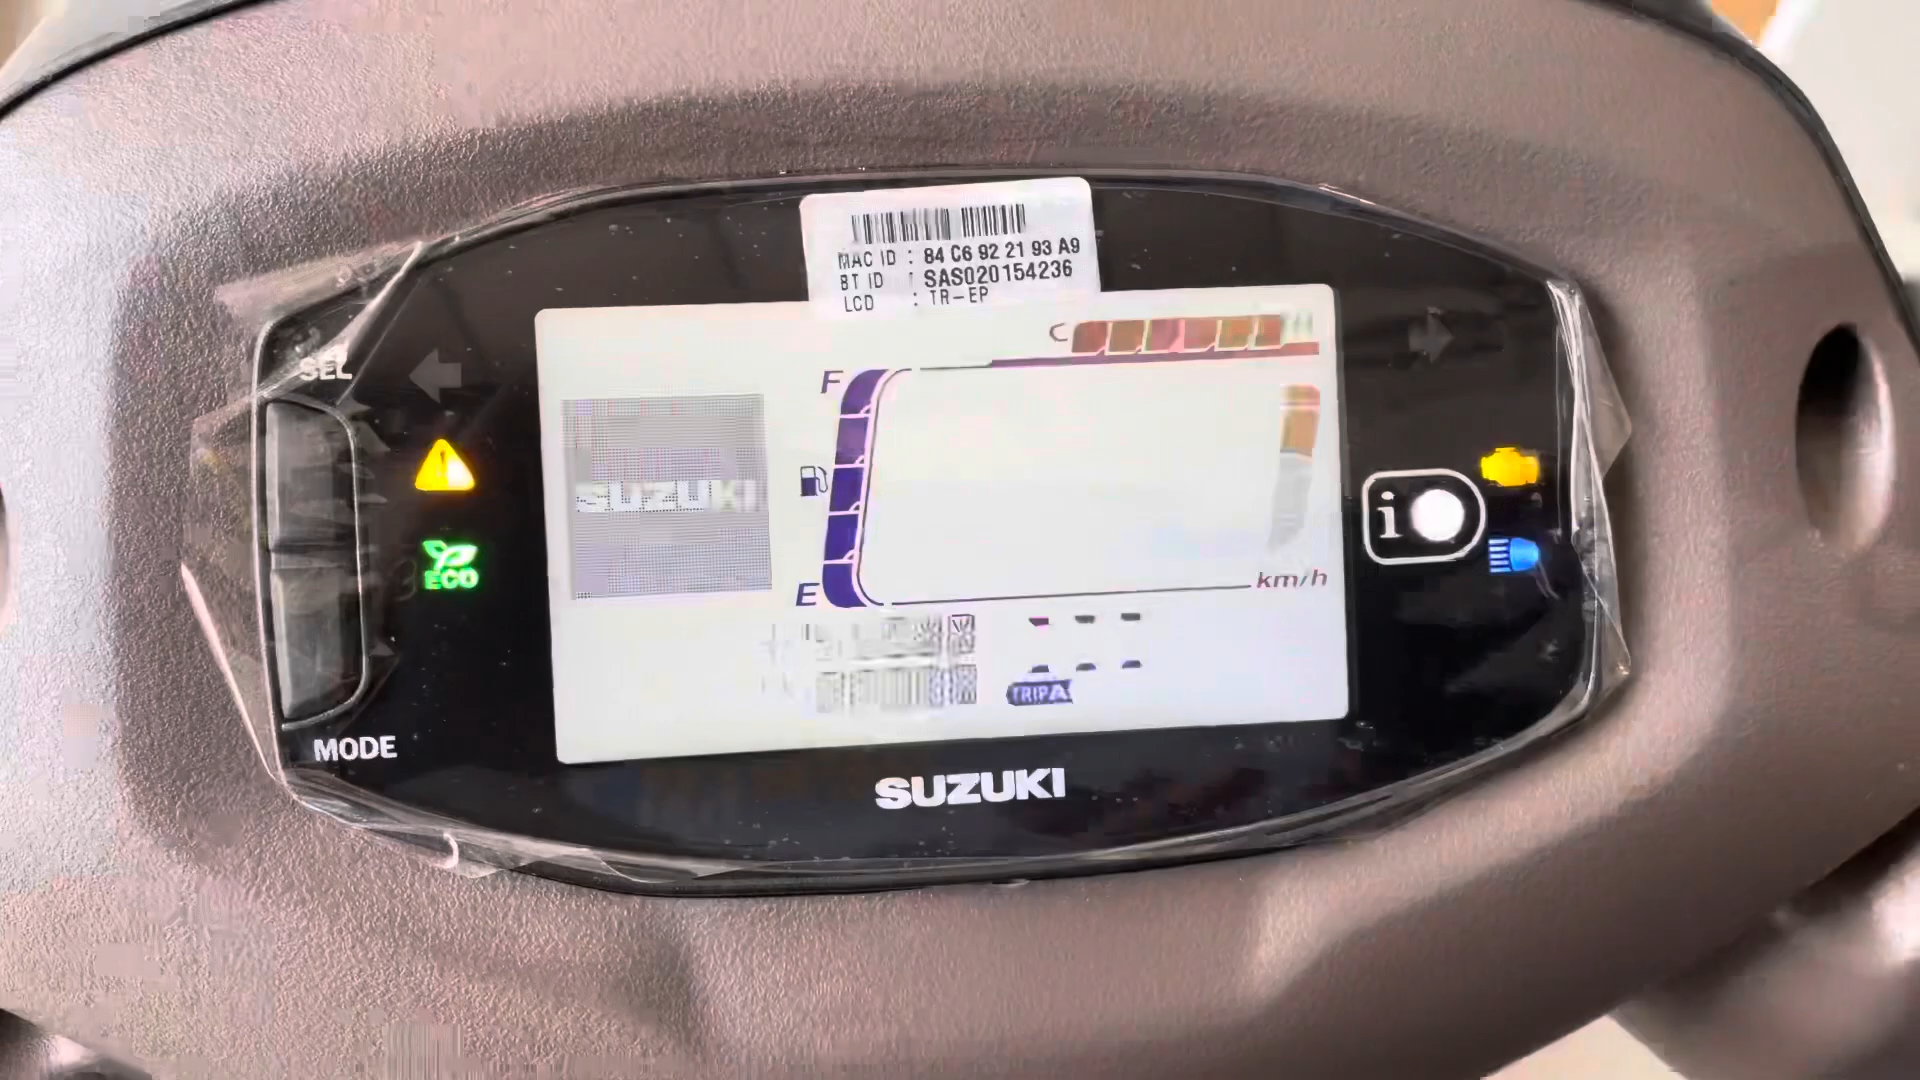 MAC ID : 84 C6 92 21 93 A9
BT ID : SAS020154236
LCD : TR-EP
SEL
C
F
SUZUKI
i
ECO
E
km/h
TRIP A
MODE
SUZUKI